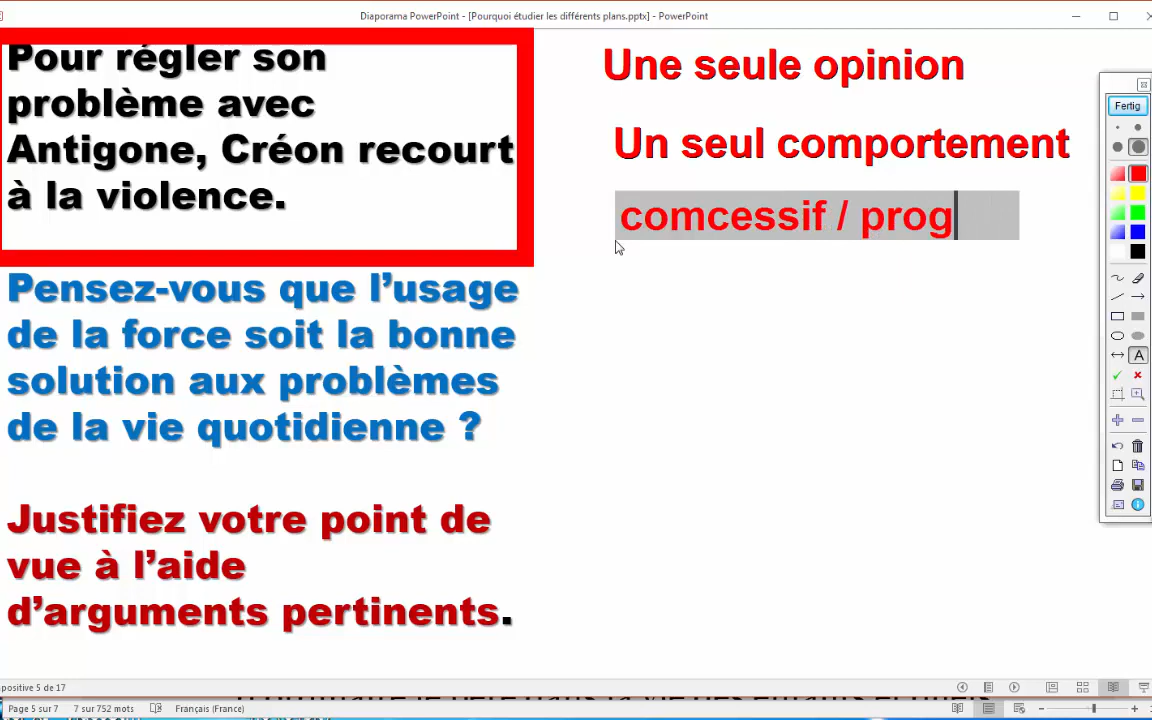 Diaporama PowerPoint - [Pourquoi étudier les différents plans.pptx] - PowerPoint
Pour régler son
problème avec
Antigone, Créon recourt
à la violence.
Pensez-vous que l’usage
de la force soit la bonne
solution aux problèmes
de la vie quotidienne ?
Justifiez votre point de
vue à l’aide
d’arguments pertinents.
Une seule opinion
Un seul comportement
comcessif / prog
Fertig
A
positive 5 de 17
Page 5 sur 7
7 sur 752 mots
Français (France)